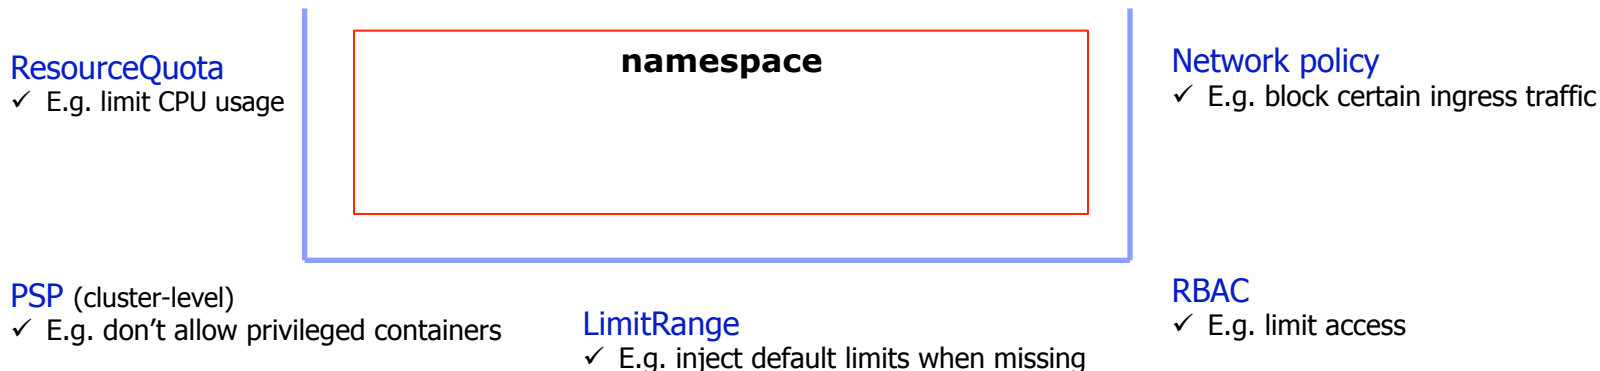 namespace
ResourceQuota
✓ E.g. limit CPU usage
Network policy
✓ E.g. block certain ingress traffic
PSP (cluster-level)
✓ E.g. don’t allow privileged containers
LimitRange
✓ E.g. inject default limits when missing
RBAC
✓ E.g. limit access